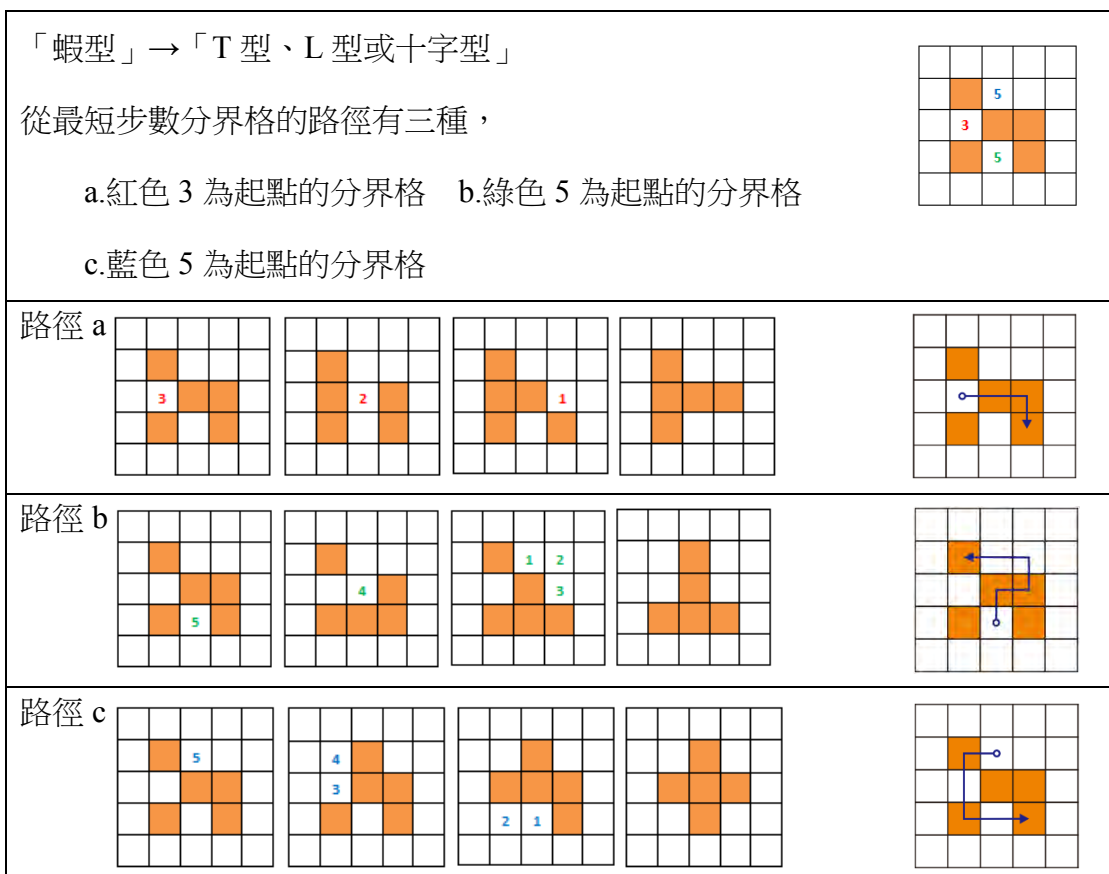 「蝦型」→「T 型、L 型或十字型」
5
從最短步數分界格的路徑有三種，
3
5
a.紅色 3 為起點的分界格 b.綠色 5 為起點的分界格
c.藍色 5 為起點的分界格
路徑 a
3 2 1
路徑 b
1 2
4 3
5
路徑 c
5 4
3
2 1